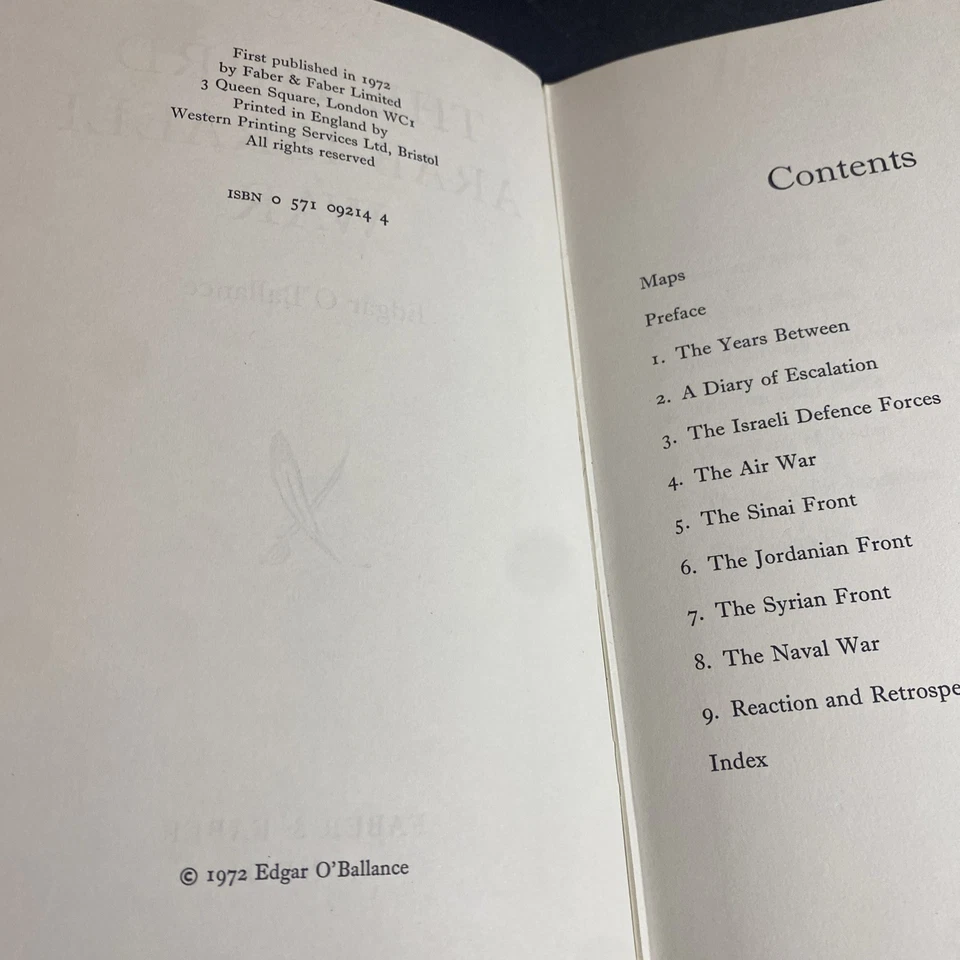 First published in 1972
by Faber & Faber Limited
3 Queen Square, London WC1
Printed in England by
Western Printing Services Ltd, Bristol
All rights reserved
ISBN 0 571 09214 4
© 1972 Edgar O'Ballance
Contents
Maps
Preface
1. The Years Between
2. A Diary of Escalation
3. The Israeli Defence Forces
4. The Air War
5. The Sinai Front
6. The Jordanian Front
7. The Syrian Front
8. The Naval War
9. Reaction and Retrospe
Index